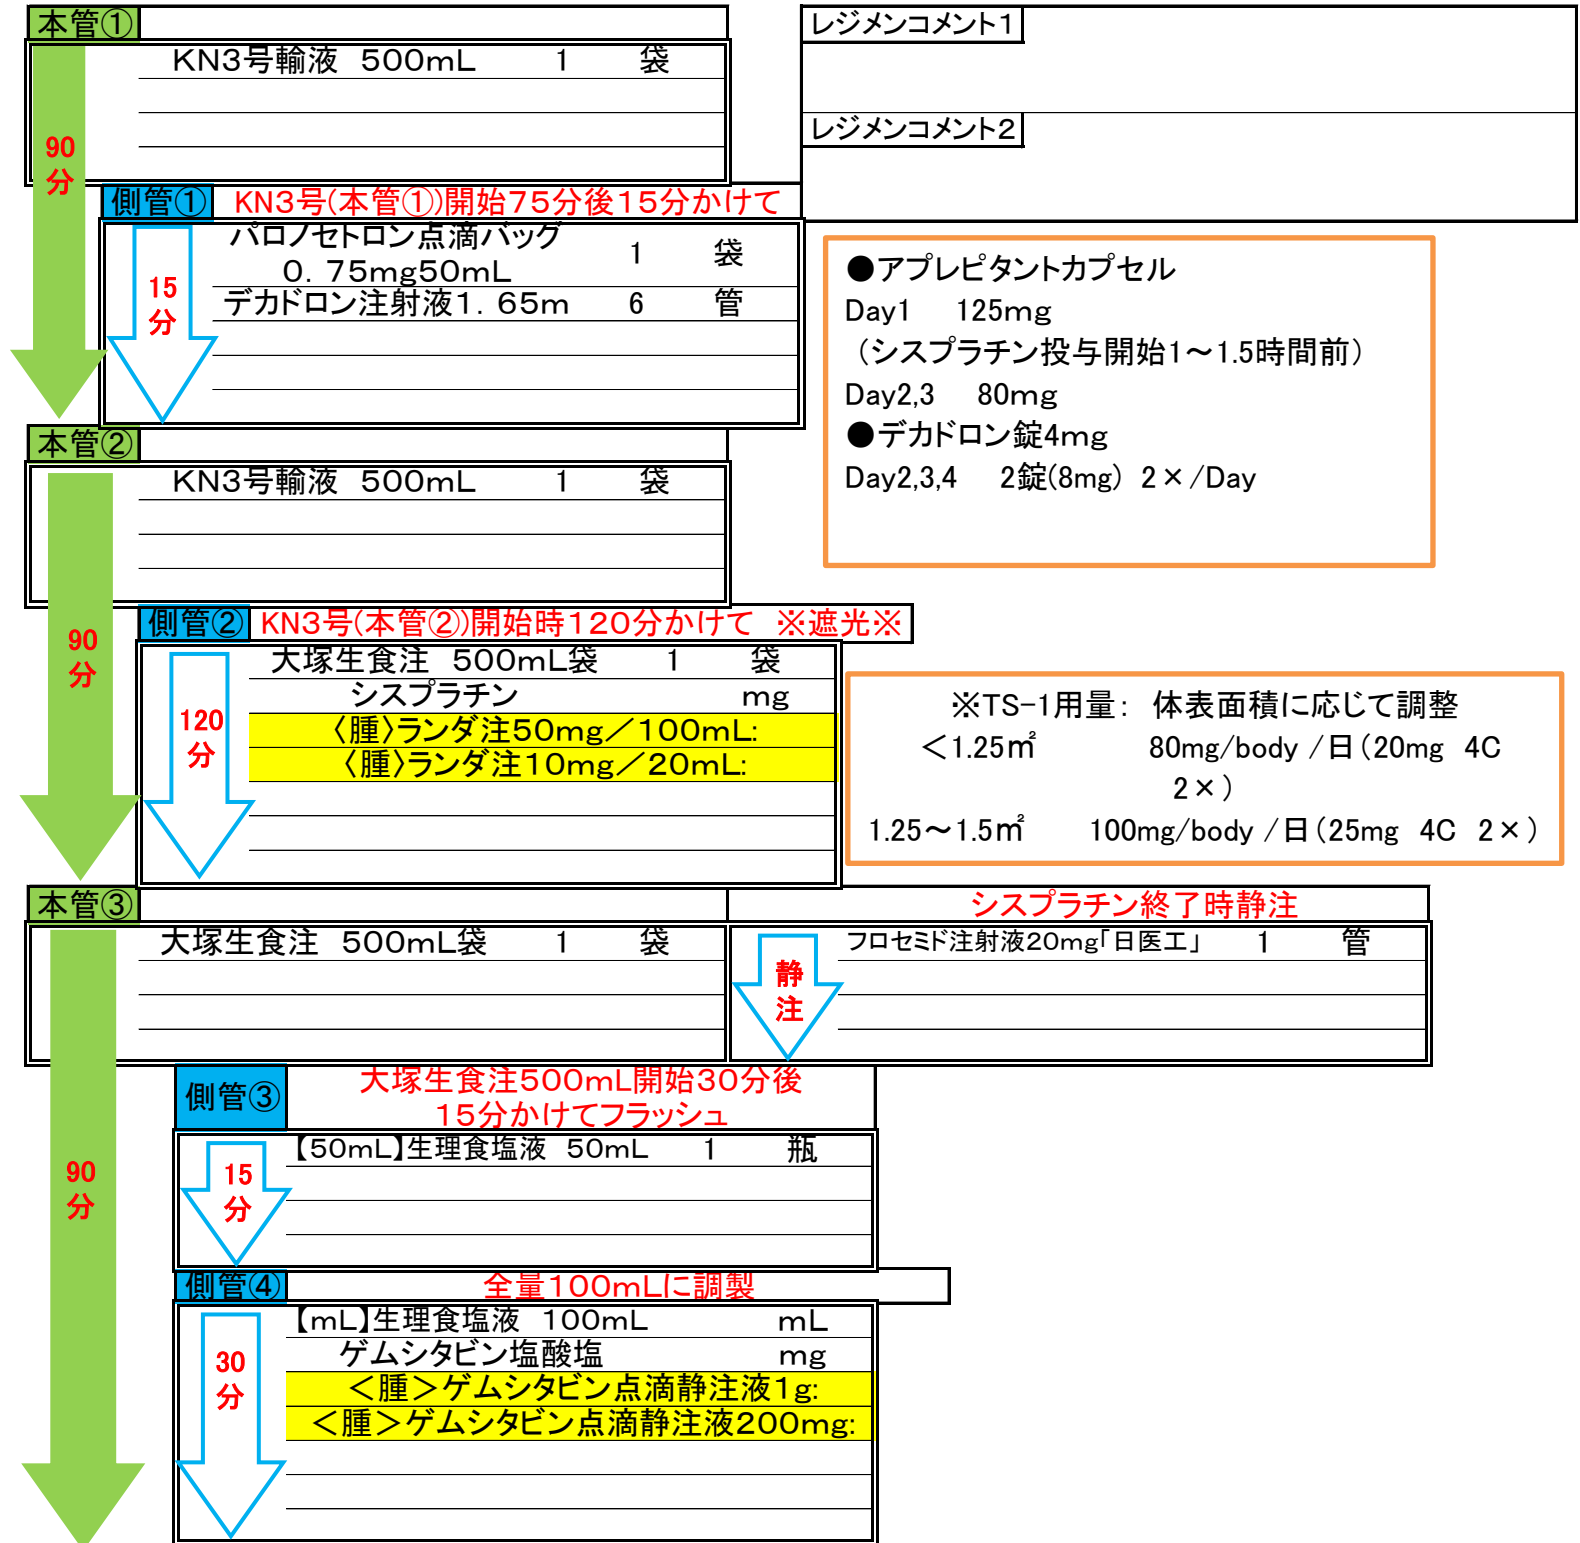 本管①
レジメンコメント1
KN3号輸液　500mL　1　袋
レジメンコメント2
90
分
側管①　KN3号(本管①)開始75分後15分かけて
パロノセトロン点滴バッグ
0．75mg50mL　1　袋
デカドロン注射液1．65m　6　管
15
分
●アプレピタントカプセル
Day1　125mg
（シスプラチン投与開始1～1.5時間前）
Day2,3　80mg
●デカドロン錠4mg
Day2,3,4　2錠(8mg)　2×/Day
本管②
KN3号輸液　500mL　1　袋
90
分
側管②　KN3号(本管②)開始時120分かけて　※遮光※
大塚生食注　500mL袋　1　袋
シスプラチン　mg
〈腫〉ランダ注50mg／100mL:
〈腫〉ランダ注10mg／20mL:
120
分
※TS-1用量：　体表面積に応じて調整
＜1.25㎡　80mg/body /日（20mg　4C
2×）
1.25～1.5㎡　100mg/body /日（25mg　4C　2×）
本管③
シスプラチン終了時静注
大塚生食注　500mL袋　1　袋
フロセミド注射液20mg「日医工」　1　管
静
注
90
分
側管③
大塚生食注500mL開始30分後
15分かけてフラッシュ
【50mL】生理食塩液　50mL　1　瓶
15
分
側管④　全量100mLに調製
【mL】生理食塩液　100mL　mL
ゲムシタビン塩酸塩　mg
＜腫＞ゲムシタビン点滴静注液1g:
＜腫＞ゲムシタビン点滴静注液200mg:
30
分